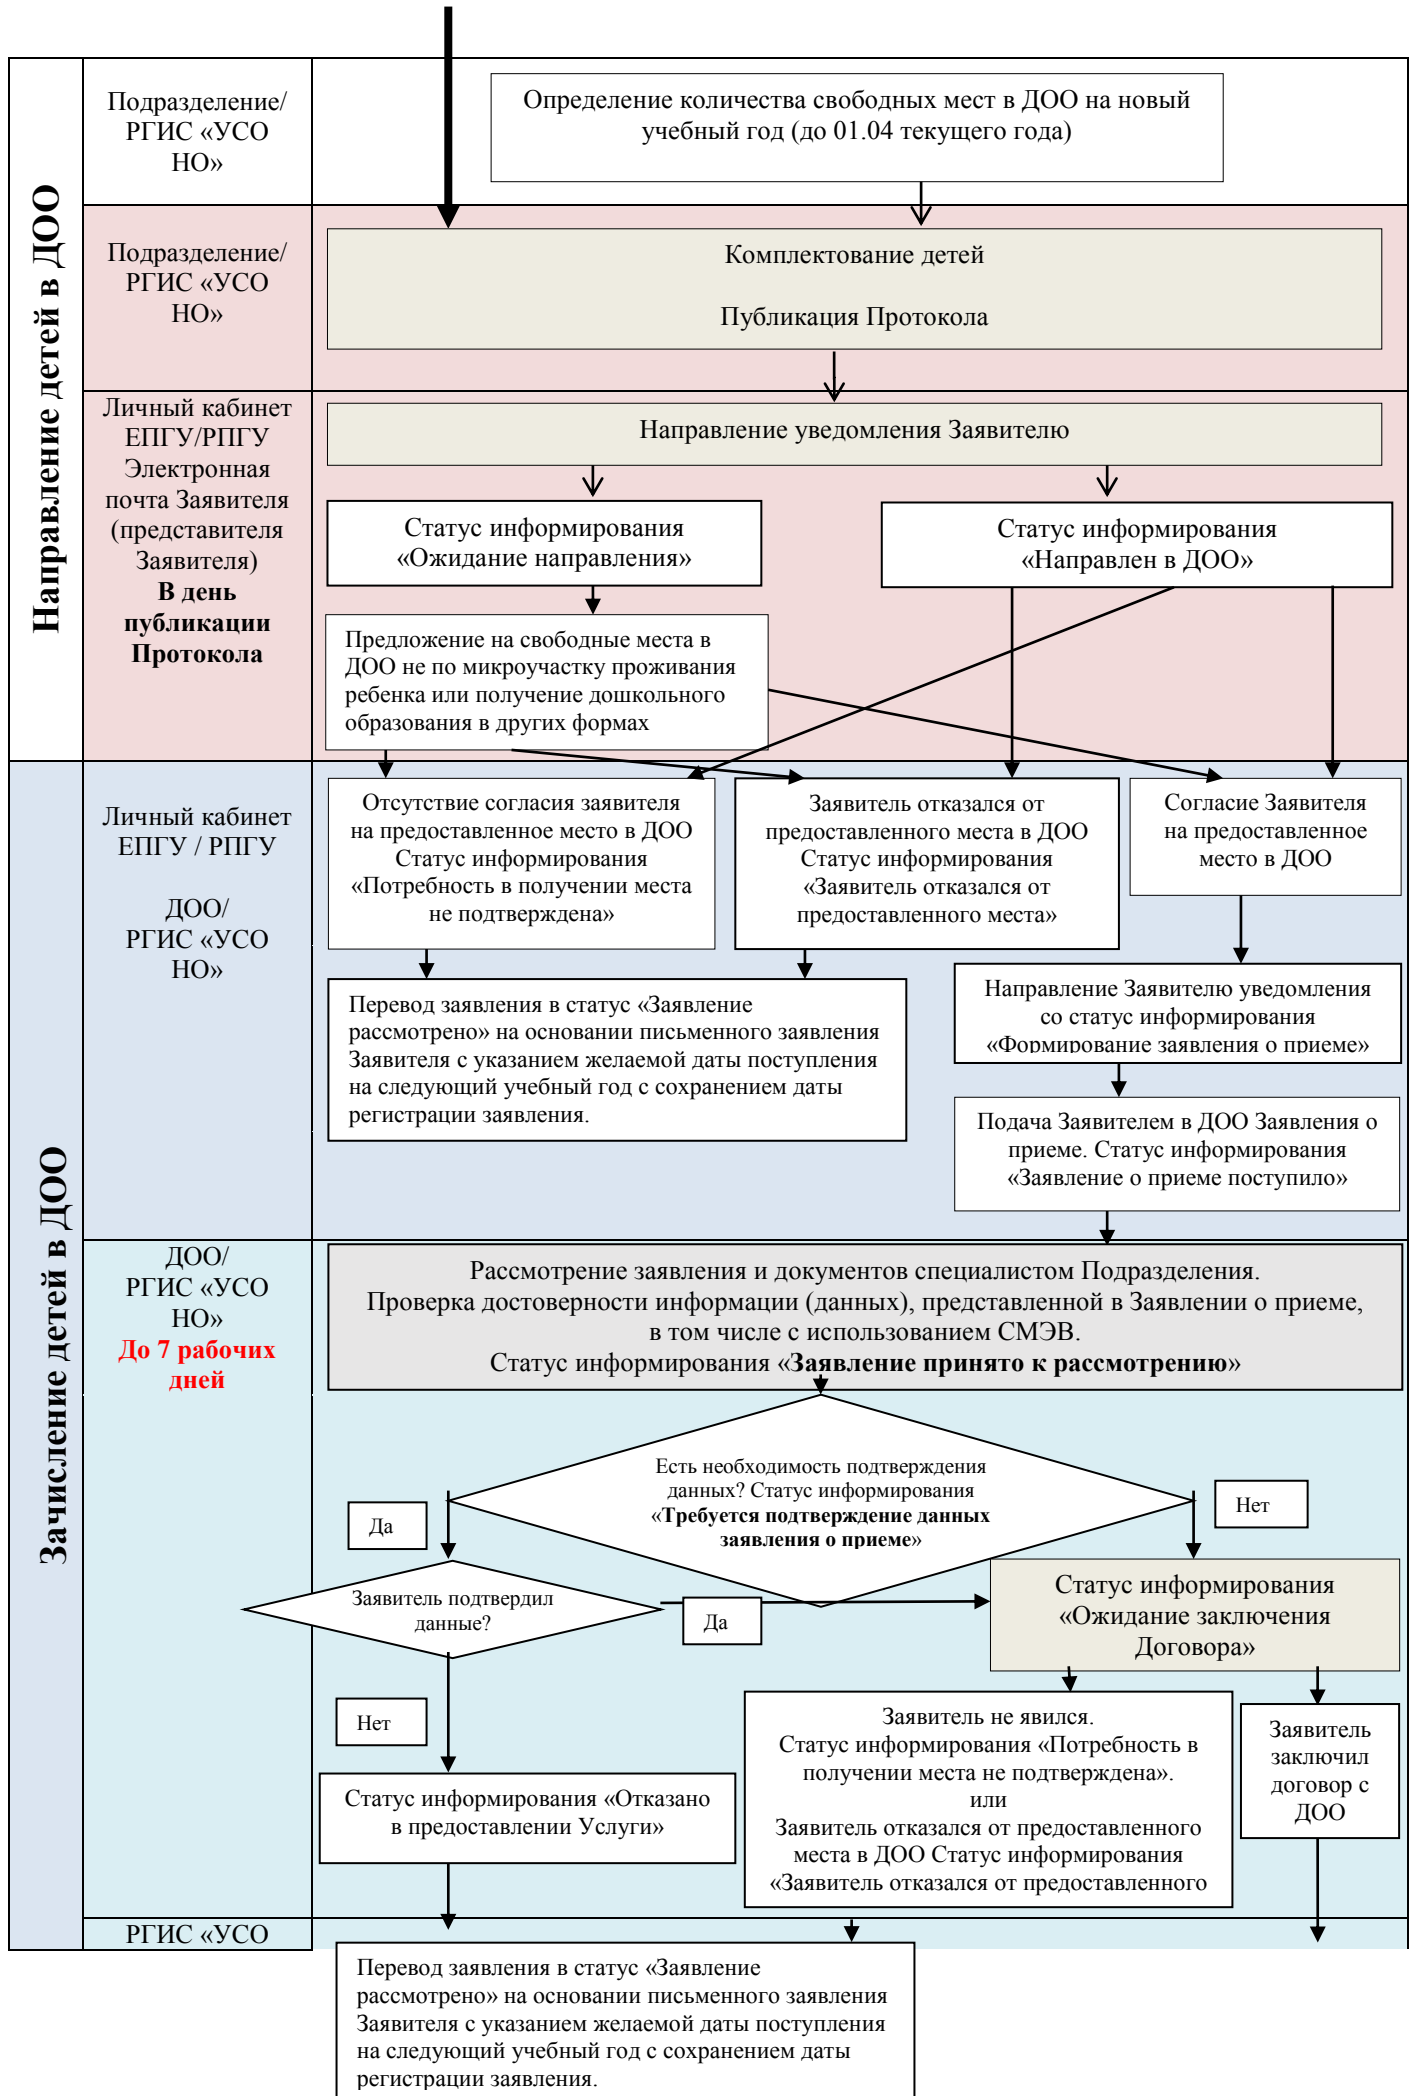 Направление детей в ДОО
Подразделение/
РГИС «УСО
НО»
Определение количества свободных мест в ДОО на новый
учебный год (до 01.04 текущего года)
Подразделение/
РГИС «УСО
НО»
Комплектование детей
Публикация Протокола
Личный кабинет
ЕПГУ/РПГУ
Электронная
почта Заявителя
(представителя
Заявителя)
В день
публикации
Протокола
Направление уведомления Заявителю
Статус информирования
«Ожидание направления»
Статус информирования
«Направлен в ДОО»
Предложение на свободные места в
ДОО не по микроучастку проживания
ребенка или получение дошкольного
образования в других формах
Зачисление детей в ДОО
Личный кабинет
ЕПГУ / РПГУ
ДОО/
РГИС «УСО
НО»
Отсутствие согласия заявителя
на предоставленное место в ДОО
Статус информирования
«Потребность в получении места
не подтверждена»
Заявитель отказался от
предоставленного места в ДОО
Статус информирования
«Заявитель отказался от
предоставленного места»
Согласие Заявителя
на предоставленное
место в ДОО
Перевод заявления в статус «Заявление
рассмотрено» на основании письменного заявления
Заявителя с указанием желаемой даты поступления
на следующий учебный год с сохранением даты
регистрации заявления.
Направление Заявителю уведомления
со статус информирования
«Формирование заявления о приеме»
Подача Заявителем в ДОО Заявления о
приеме. Статус информирования
«Заявление о приеме поступило»
ДОО/
РГИС «УСО
НО»
До 7 рабочих
дней
Рассмотрение заявления и документов специалистом Подразделения.
Проверка достоверности информации (данных), представленной в Заявлении о приеме,
в том числе с использованием СМЭВ.
Статус информирования «Заявление принято к рассмотрению»
Есть необходимость подтверждения
данных? Статус информирования
«Требуется подтверждение данных
заявления о приеме»
Да
Нет
Заявитель подтвердил
данные?
Да
Статус информирования
«Ожидание заключения
Договора»
Нет
Статус информирования «Отказано
в предоставлении Услуги»
Заявитель не явился.
Статус информирования «Потребность в
получении места не подтверждена».
или
Заявитель отказался от предоставленного
места в ДОО Статус информирования
«Заявитель отказался от предоставленного
Заявитель
заключил
договор с
ДОО
РГИС «УСО
Перевод заявления в статус «Заявление
рассмотрено» на основании письменного заявления
Заявителя с указанием желаемой даты поступления
на следующий учебный год с сохранением даты
регистрации заявления.